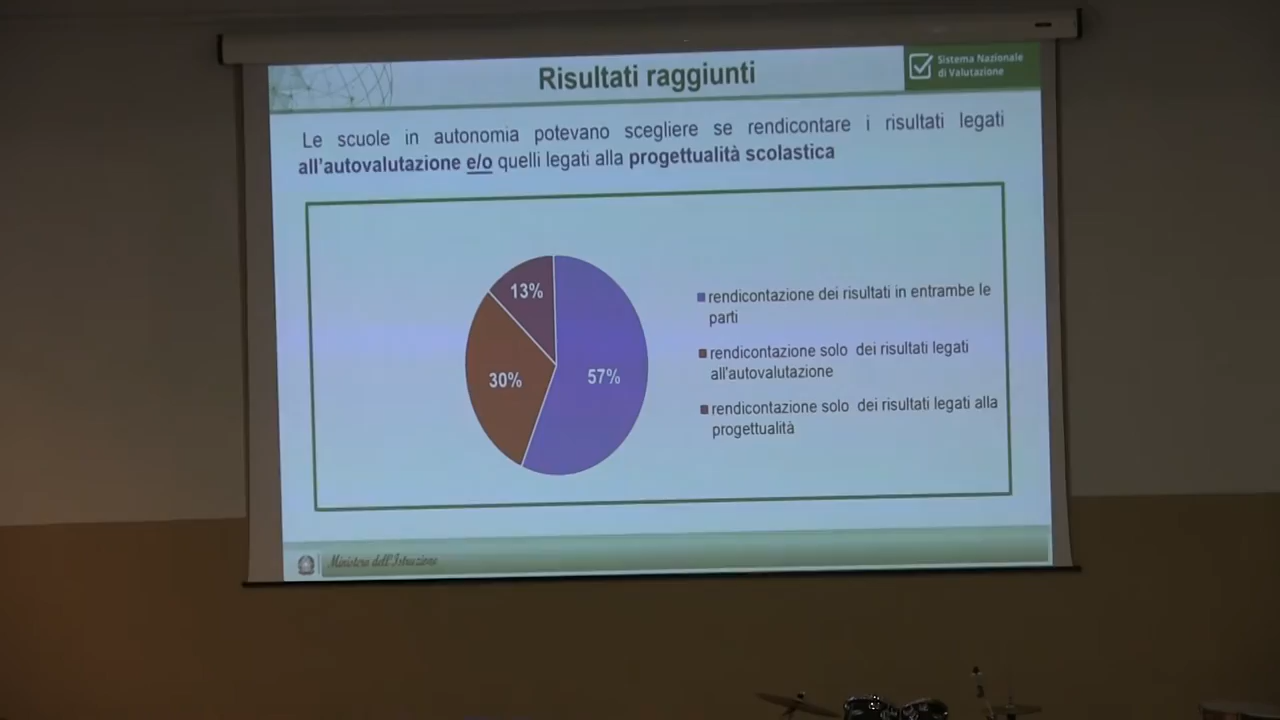 Risultati raggiunti
Sistema Nazionale
di Valutazione
Le scuole in autonomia potevano scegliere se rendicontare i risultati legati
all'autovalutazione e/o quelli legati alla progettualità scolastica
13%
30%
57%
rendicontazione dei risultati in entrambe le
parti
rendicontazione solo dei risultati legati
all'autovalutazione
rendicontazione solo dei risultati legati alla
progettualità
Ministero dell'Istruzione